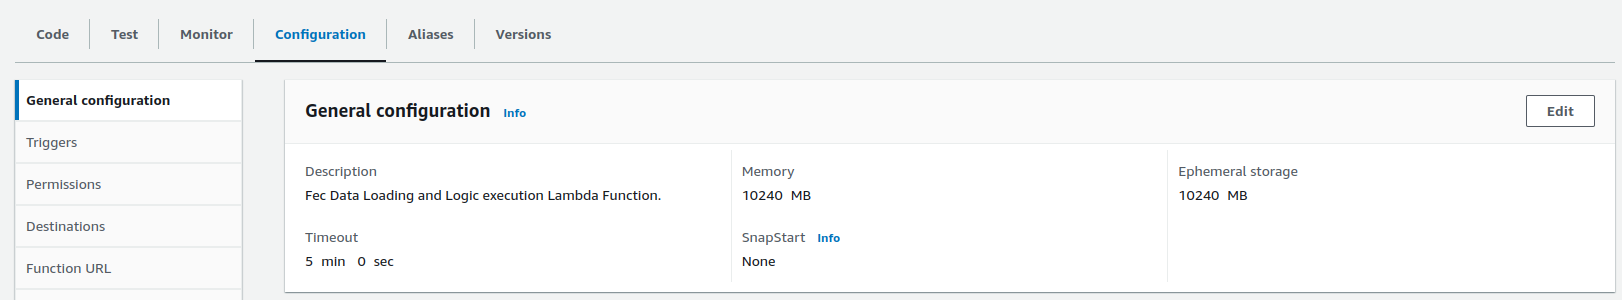 Code Test Monitor Configuration Aliases Versions
General configuration
Triggers
Permissions
Destinations
Function URL
General configuration Info
Edit
Description
Fec Data Loading and Logic execution Lambda Function.
Memory
10240 MB
Ephemeral storage
10240 MB
Timeout
5 min 0 sec
SnapStart Info
None